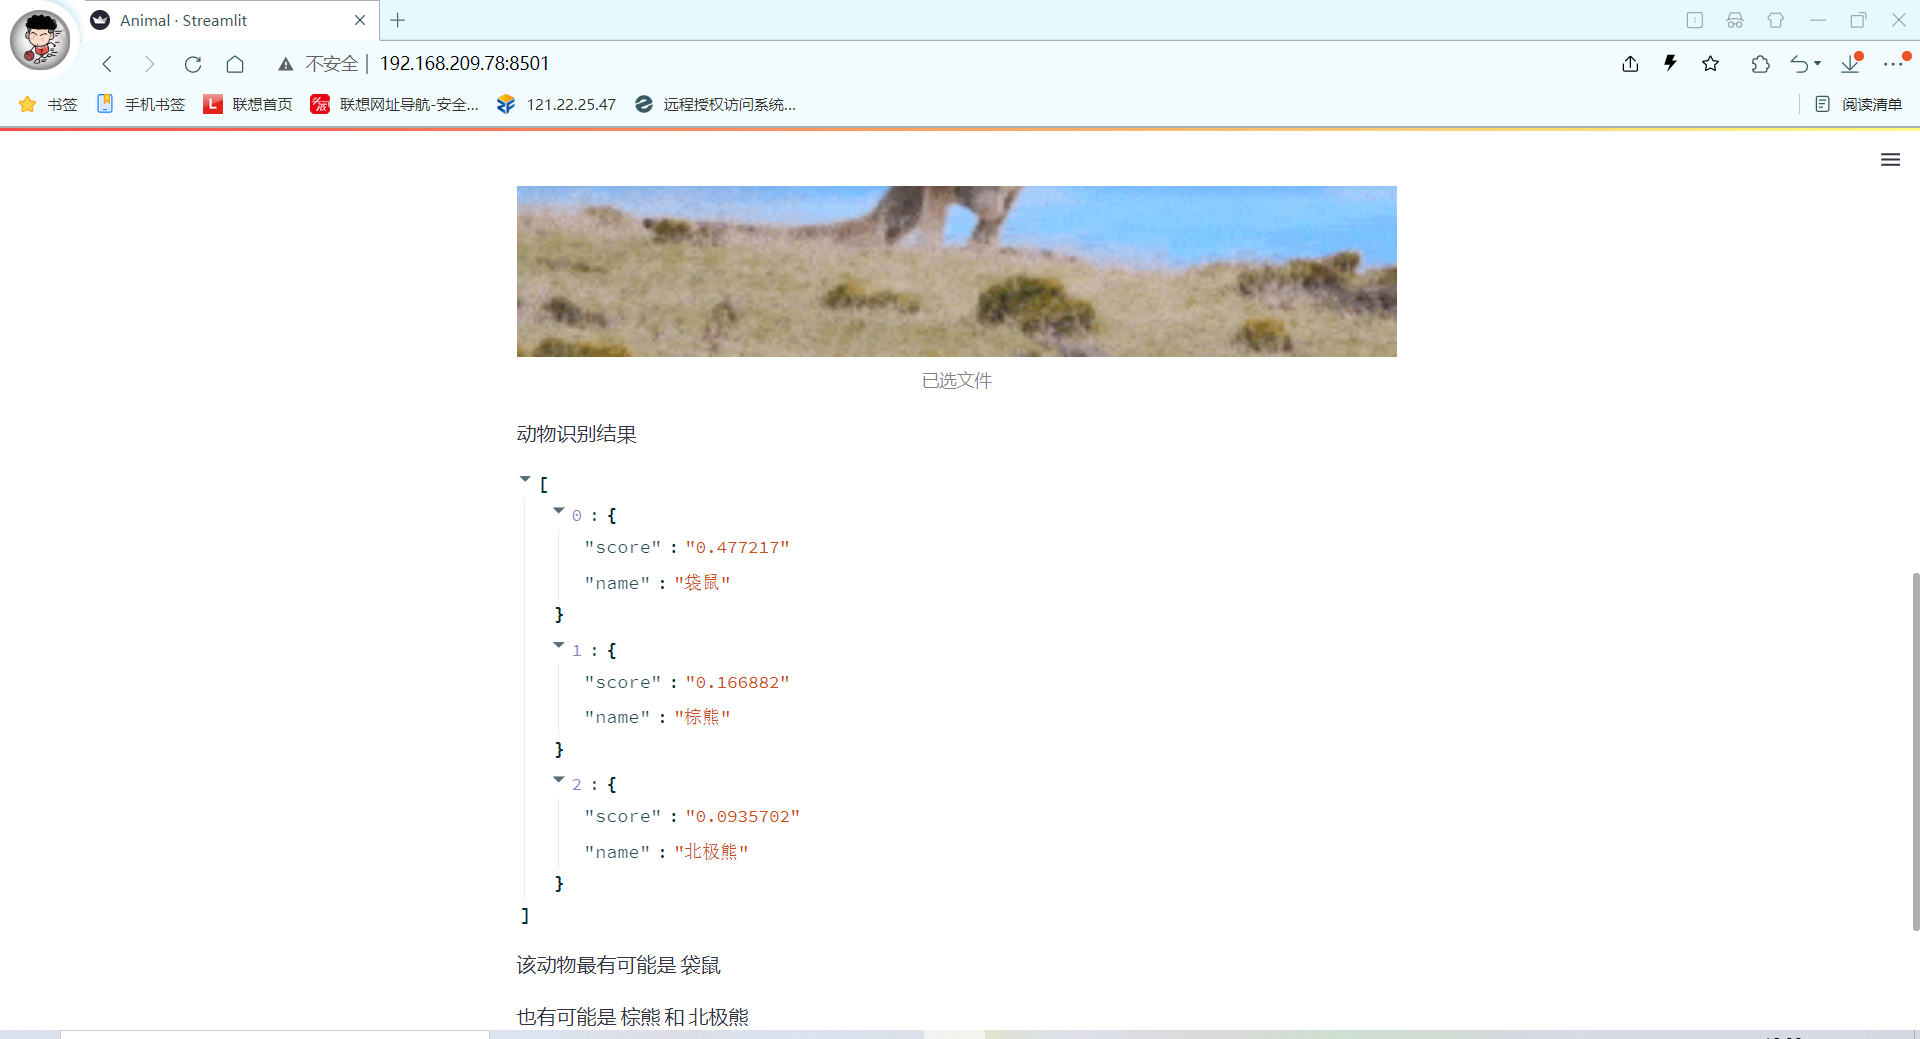 Animal · Streamlit
不安全 | 192.168.209.78:8501
书签 手机书签 联想首页 联想网址导航-安全... 121.22.25.47 远程授权访问系统... 阅读清单
已选文件
动物识别结果
[
0 : {
"score" : "0.477217"
"name" : "袋鼠"
}
1 : {
"score" : "0.166882"
"name" : "棕熊"
}
2 : {
"score" : "0.0935702"
"name" : "北极熊"
}
]
该动物最有可能是 袋鼠
也有可能是 棕熊 和 北极熊